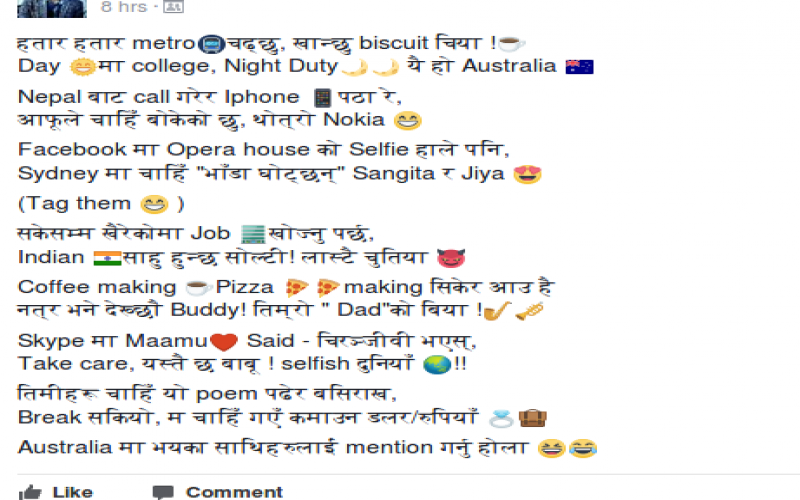 8 hrs ·
हतार हतार metro🚇चढ्छु, खान्छु biscuit चिया !☕
Day 🌞मा college, Night Duty🌙🌙 यै हो Australia 🇦🇺
Nepal बाट call गरेर Iphone 📱पठा रे,
आफूले चाहिँ बोकेको छु, थोत्रो Nokia 😁
Facebook मा Opera house को Selfie हाले पनि,
Sydney मा चाहिँ "भाँडा घोट्छन्" Sangita र Jiya 😍
(Tag them 😁 )
सकेसम्म खैरेकोमा Job खोज्नु पर्छ,
Indian 🇮🇳साहु हुन्छ सोल्टी! लास्टै चुतिया 😈
Coffee making ☕Pizza 🍕🍕making सिकेर आउ है
नत्र भने देख्छौ Buddy! तिम्रो " Dad"को बिया !🎷🎺
Skype मा Maamu❤ Said - चिरञ्जीवी भएस्,
Take care, यस्तै छ बाबू ! selfish दुनियाँ 🌏!!
तिमीहरू चाहिँ यो poem पढेर बसिराख,
Break सकियो, म चाहिँ गएँ कमाउन डलर/रुपियाँ 💍💼
Australia मा भयका साथिहरुलाई mention गर्नु होला 😆😂
Like Comment